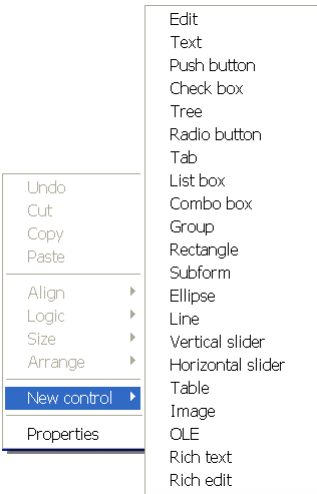 Undo
Cut
Copy
Paste
Align
Logic
Size
Arrange
New control
Properties
Edit
Text
Push button
Check box
Tree
Radio button
Tab
List box
Combo box
Group
Rectangle
Subform
Ellipse
Line
Vertical slider
Horizontal slider
Table
Image
OLE
Rich text
Rich edit